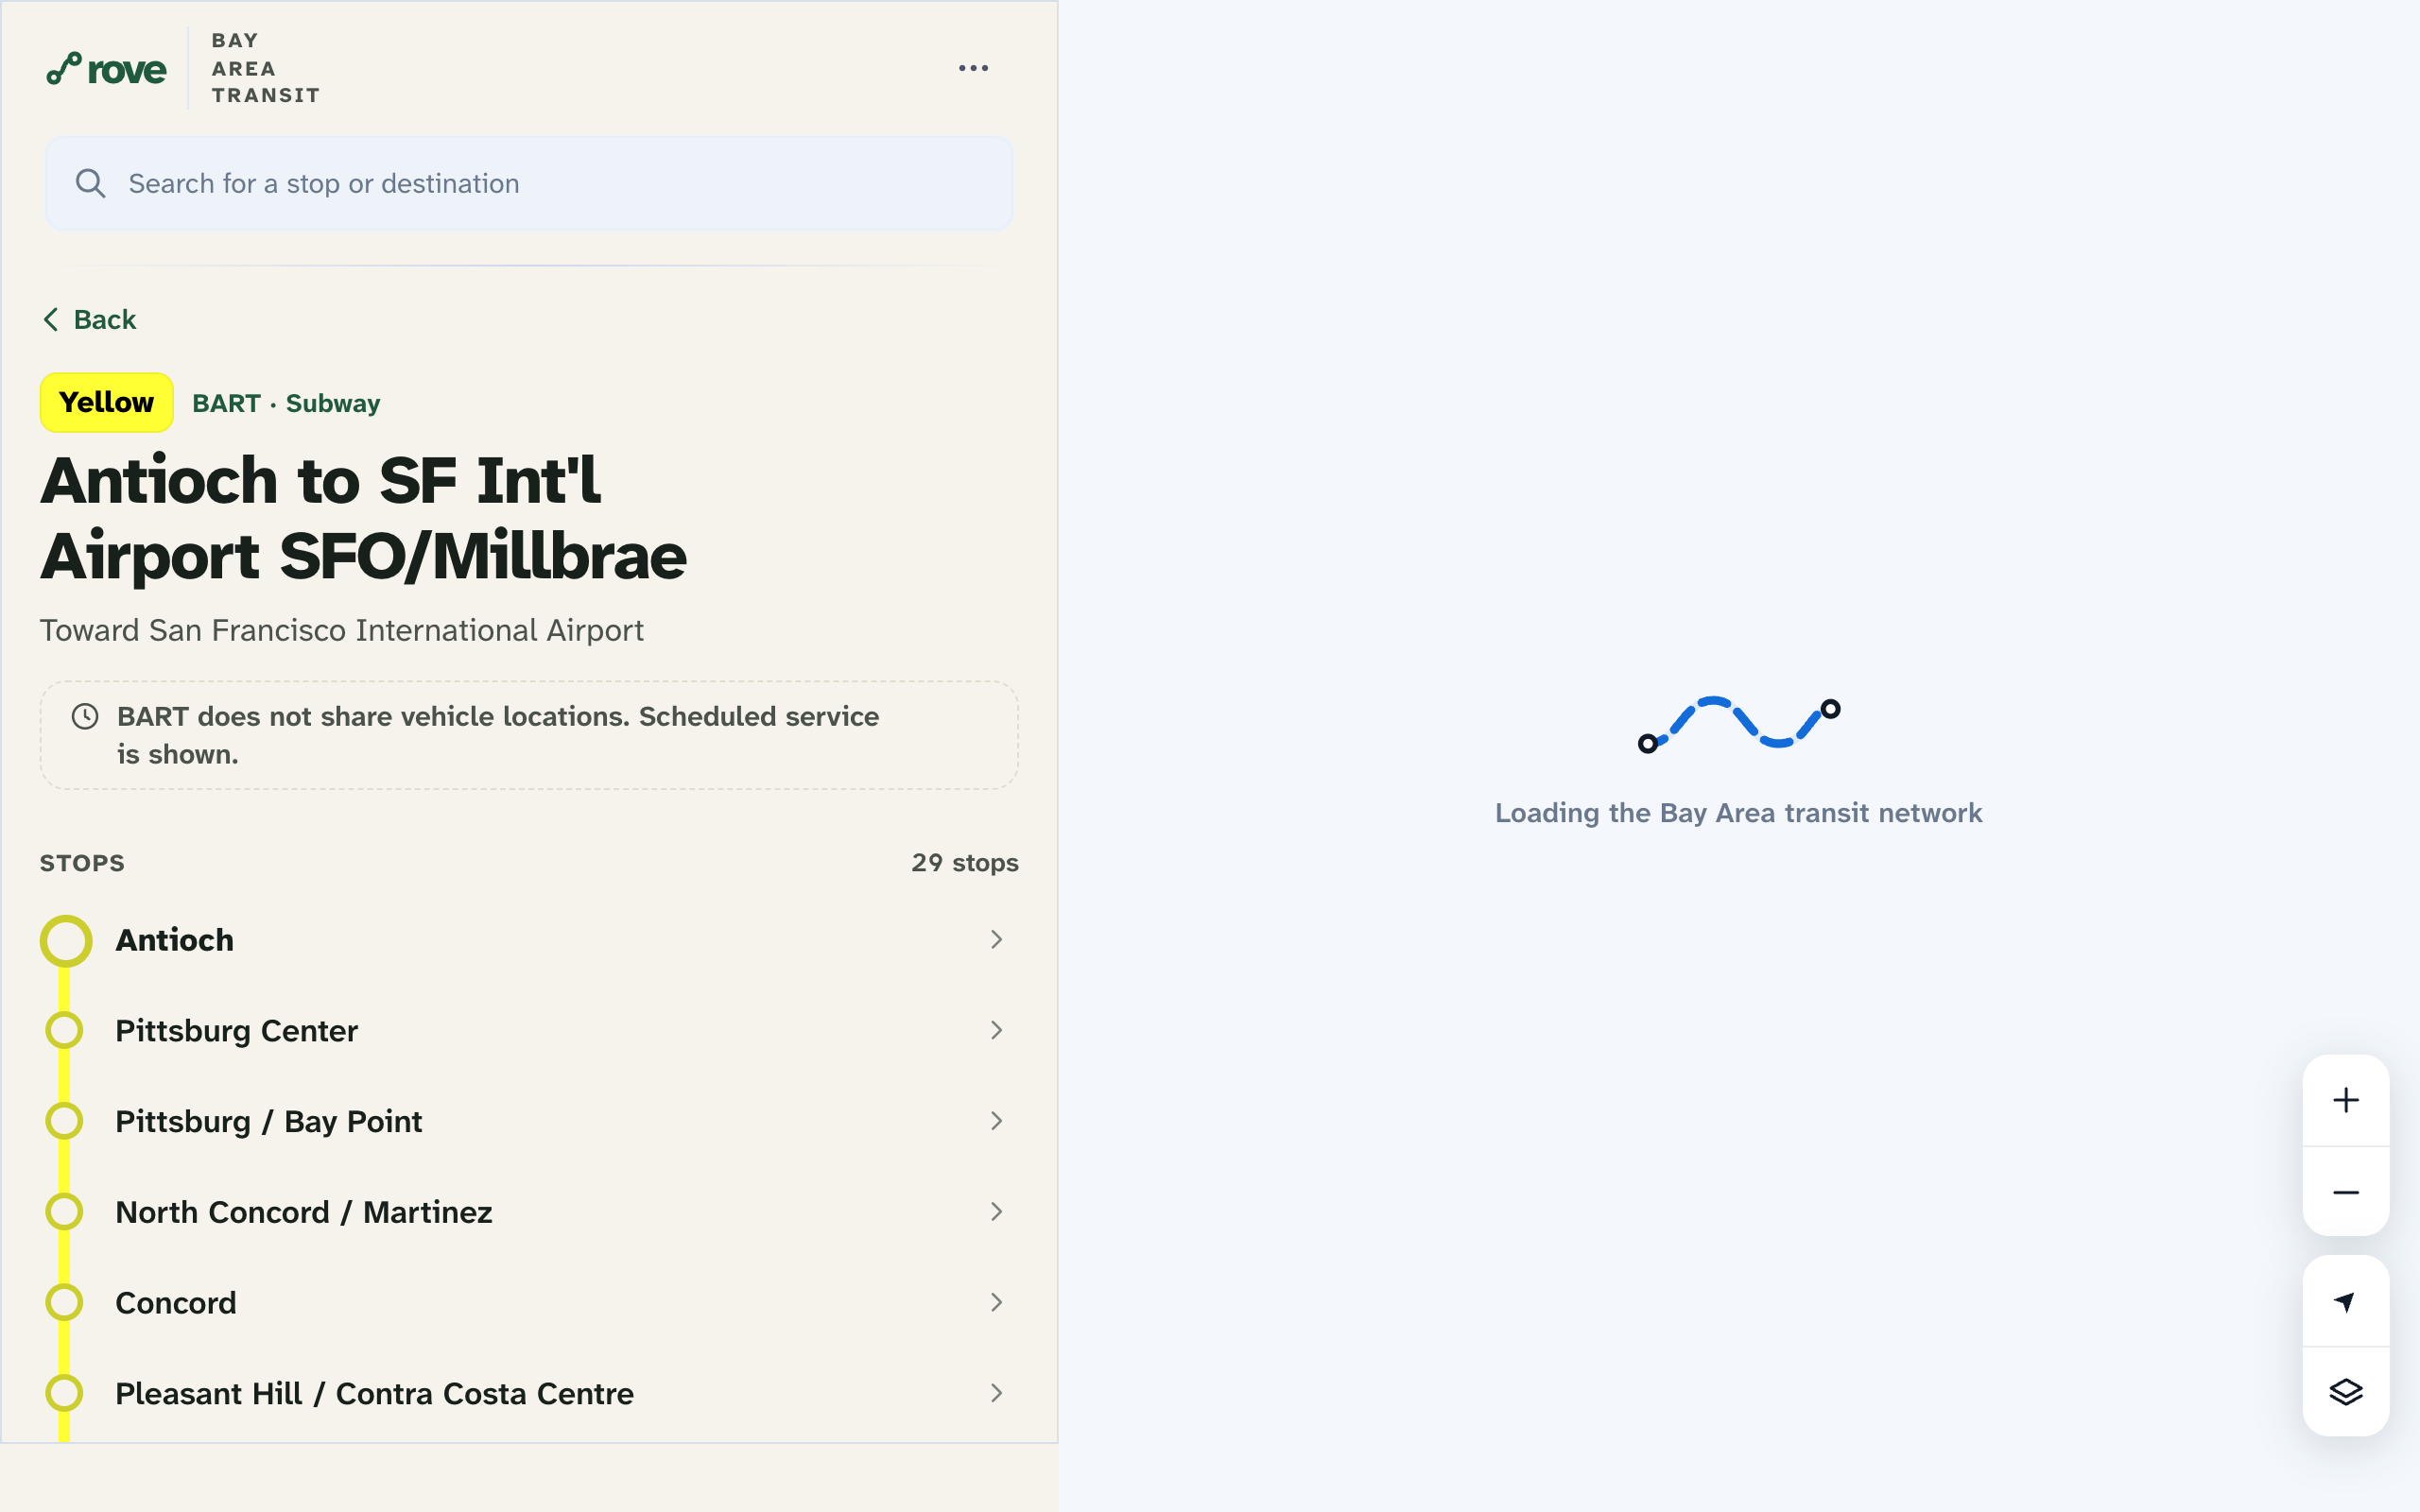 rove
BAY
AREA
TRANSIT
Search for a stop or destination
Back
Yellow
BART · Subway
Antioch to SF Int'l
Airport SFO/Millbrae
Toward San Francisco International Airport
BART does not share vehicle locations. Scheduled service
is shown.
STOPS
29 stops
Antioch
Pittsburg Center
Pittsburg / Bay Point
North Concord / Martinez
Concord
Pleasant Hill / Contra Costa Centre
Loading the Bay Area transit network